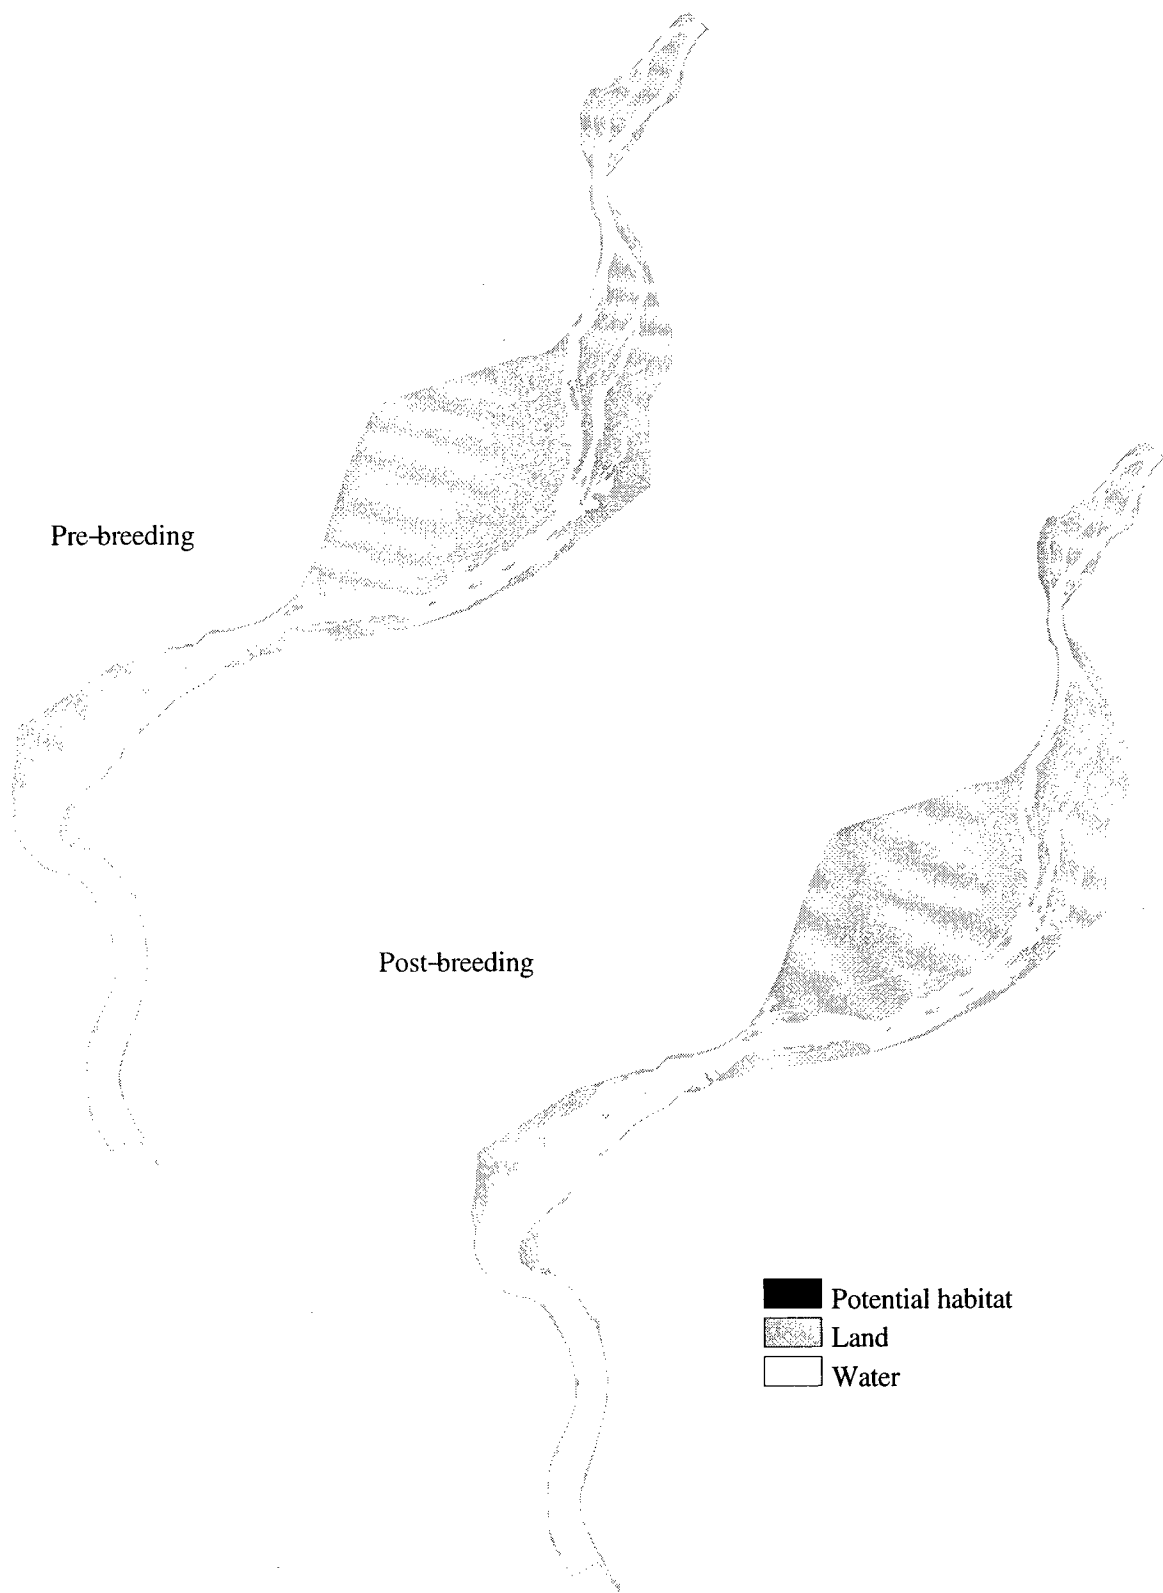 Pre-breeding
Post-breeding
Potential habitat
Land
Water